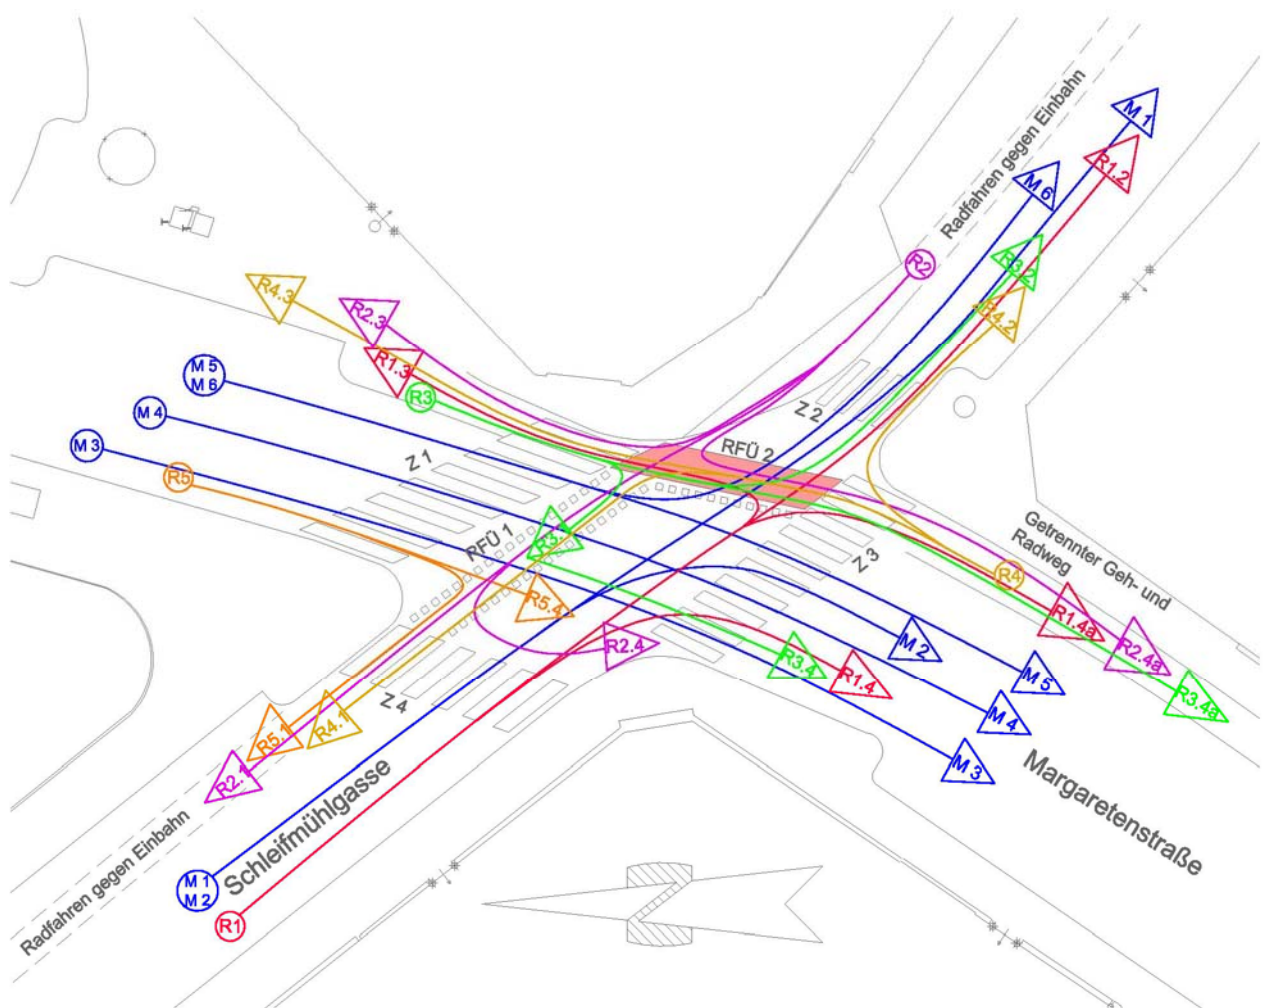 M 1
R1.2
M 6
Radfahren gegen Einbahn
R2
R3.2
R4.2
R4.3
R2.3
R1.3
M 5
M 6
R3
M 4
M 3
R5
Z 1
Z 2
RFÜ 2
RFÜ 1
R3.
Z 3
Getrennter Geh- und
Radweg
R4
R5.4
R1.4a
R2.4a
R3.4a
R2.4
M 2
R3.4
R1.4
M 5
M 4
M 3
Z 4
R5.1
R4.1
R2.1
Margaretenstraße
Schleifmühlgasse
Radfahren gegen Einbahn
M 1
M 2
R1